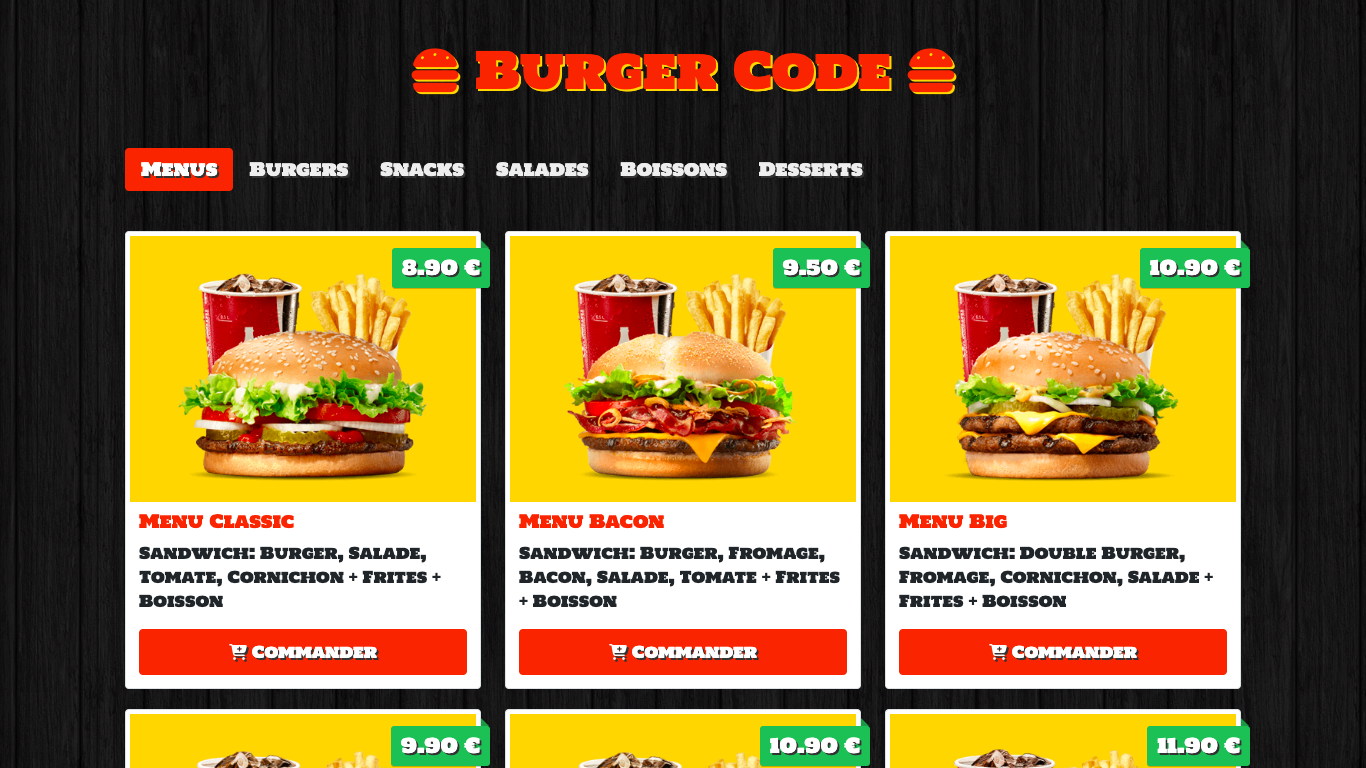 Burger Code
Menus
Burgers
Snacks
Salades
Boissons
Desserts
8.90 €
9.50 €
10.90 €
Menu Classic
Sandwich: Burger, Salade,
Tomate, Cornichon + Frites +
Boisson
Commander
Menu Bacon
Sandwich: Burger, Fromage,
Bacon, Salade, Tomate + Frites
+ Boisson
Commander
Menu Big
Sandwich: Double Burger,
Fromage, Cornichon, Salade +
Frites + Boisson
Commander
9.90 €
10.90 €
11.90 €